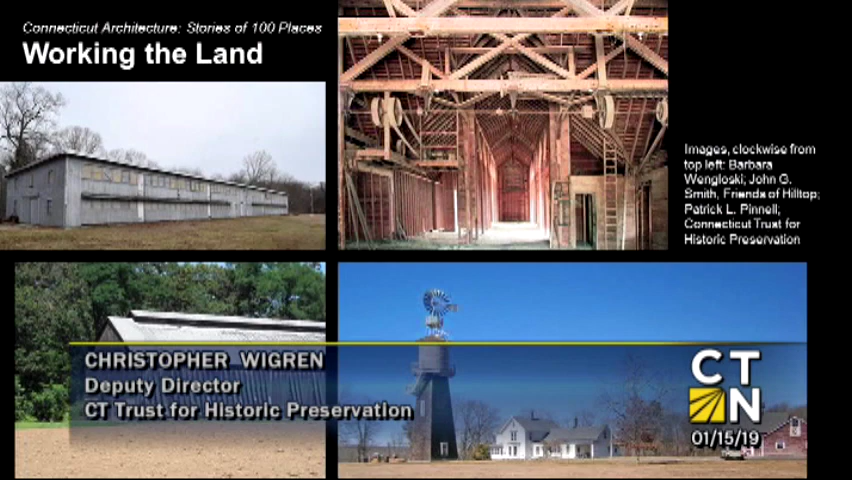 Connecticut Architecture: Stories of 100 Places
Working the Land
Images, clockwise from
top left: Barbara
Wengloski; John G.
Smith, Friends of Hilltop;
Patrick L. Pinnell;
Connecticut Trust for
Historic Preservation
CHRISTOPHER WIGREN
Deputy Director
CT Trust for Historic Preservation
CT
N
01/15/19